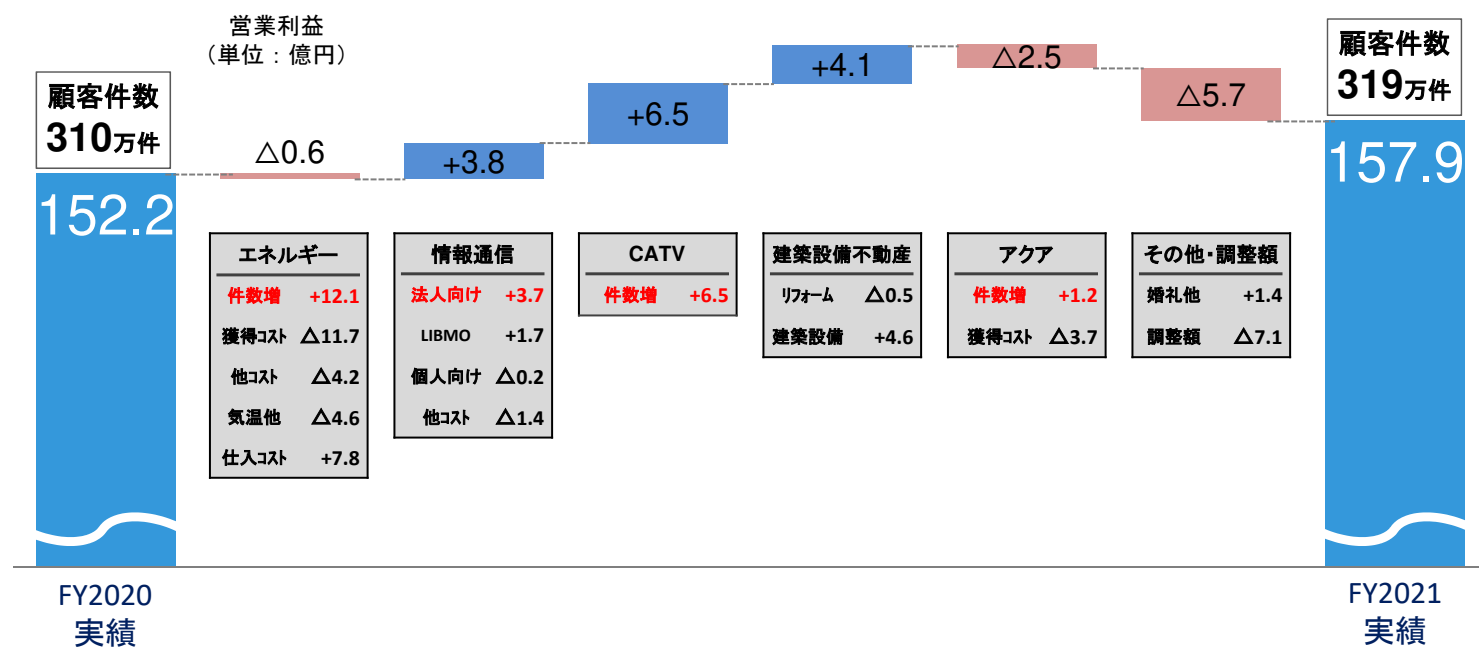 営業利益
（単位：億円）
顧客件数
310万件
152.2
△0.6
+3.8
+6.5
+4.1
△2.5
△5.7
顧客件数
319万件
157.9
エネルギー
件数増 +12.1
獲得ｺｽﾄ △11.7
他ｺｽﾄ △4.2
気温他 △4.6
仕入ｺｽﾄ +7.8
情報通信
法人向け +3.7
LIBMO +1.7
個人向け △0.2
他ｺｽﾄ △1.4
CATV
件数増 +6.5
建築設備不動産
ﾘﾌｫｰﾑ △0.5
建築設備 +4.6
アクア
件数増 +1.2
獲得ｺｽﾄ △3.7
その他・調整額
婚礼他 +1.4
調整額 △7.1
FY2020
実績
FY2021
実績